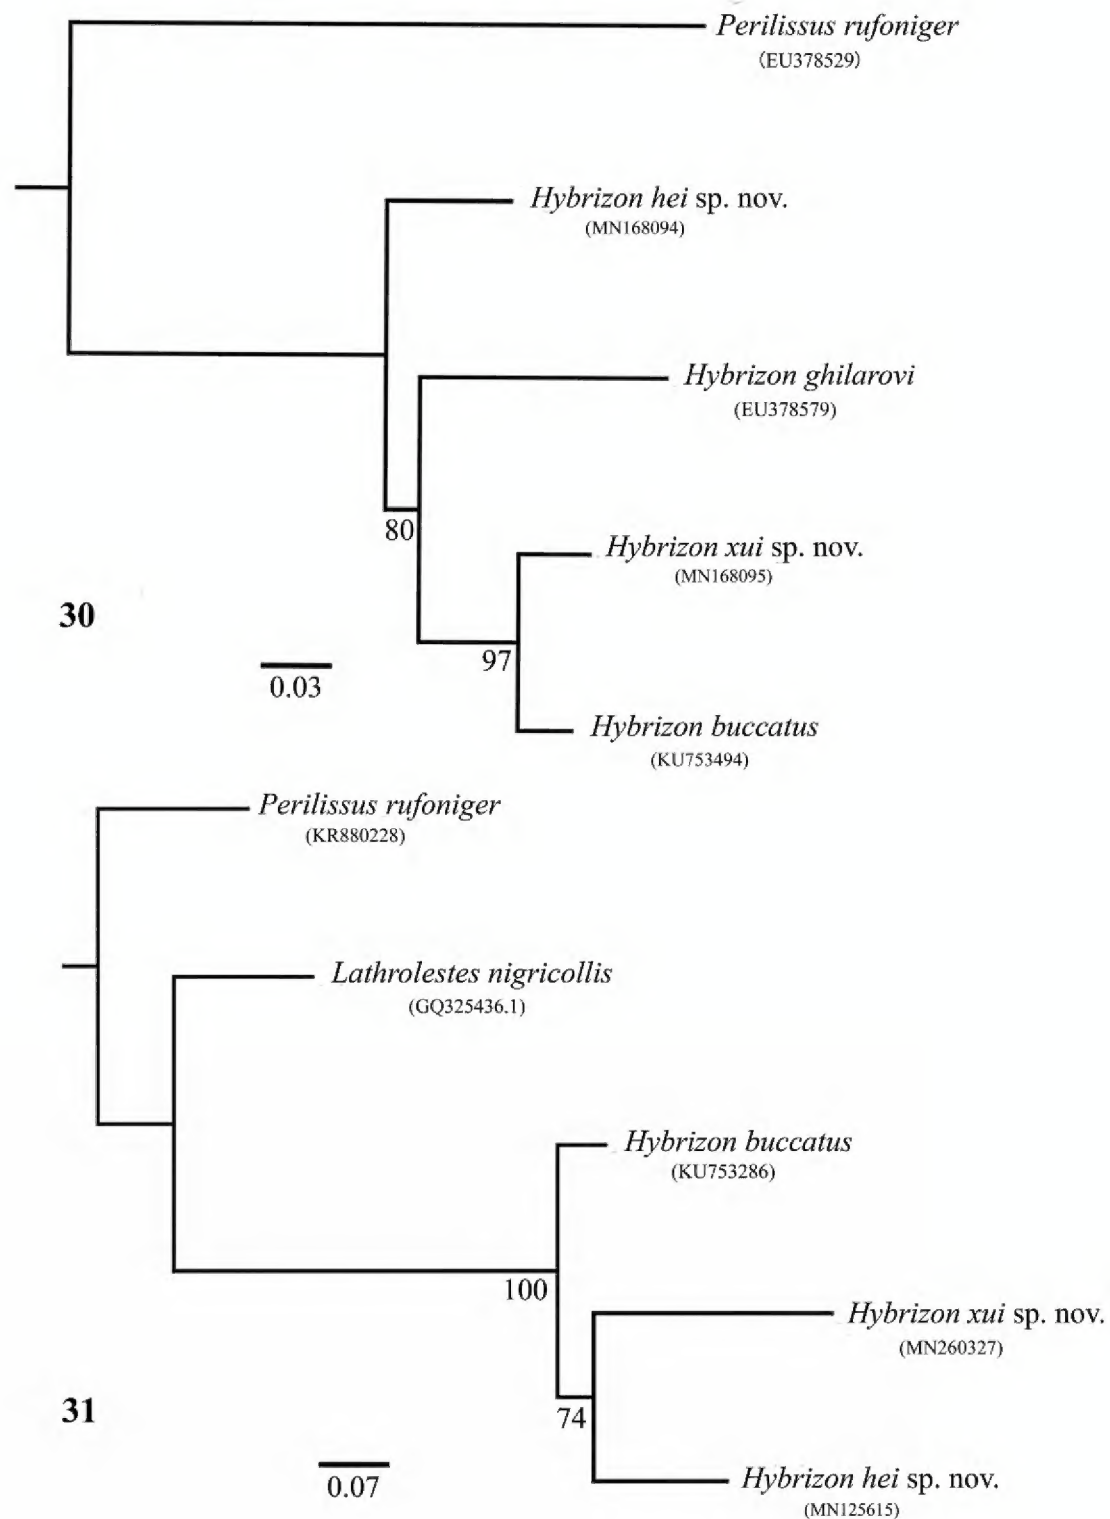 Perilissus rufoniger
(EU378529)
Hybrizon hei sp. nov.
(MN168094)
Hybrizon ghilarovi
(EU378579)
80
Hybrizon xui sp. nov.
(MN168095)
30
97
0.03
Hybrizon buccatus
(KU753494)
Perilissus rufoniger
(KR880228)
Lathrolestes nigricollis
(GQ325436.1)
Hybrizon buccatus
(KU753286)
100
Hybrizon xui sp. nov.
(MN260327)
31
74
0.07
Hybrizon hei sp. nov.
(MN125615)